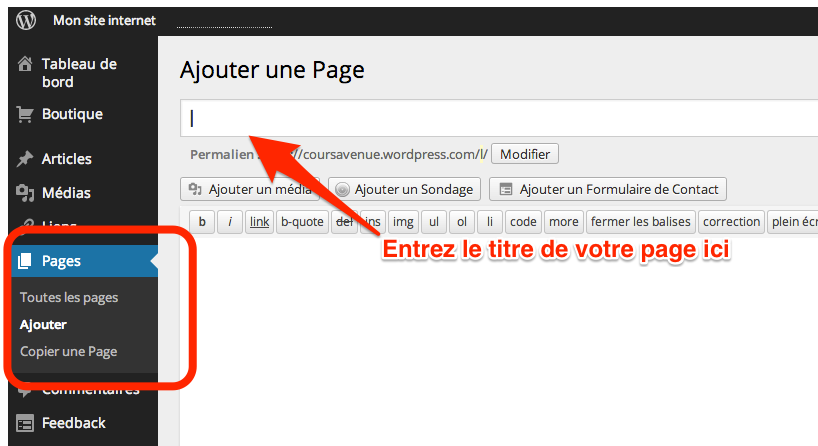 Mon site internet
Tableau de
bord
Boutique
Articles
Médias
Liens
Pages
Toutes les pages
Ajouter
Copier une Page
Commentaires
Feedback
Ajouter une Page
Permalien //coursavenue.wordpress.com/l/ Modifier
Ajouter un média Ajouter un Sondage Ajouter un Formulaire de Contact
b i link b-quote del ins img ul ol li code more fermer les balises correction plein écr
Entrez le titre de votre page ici